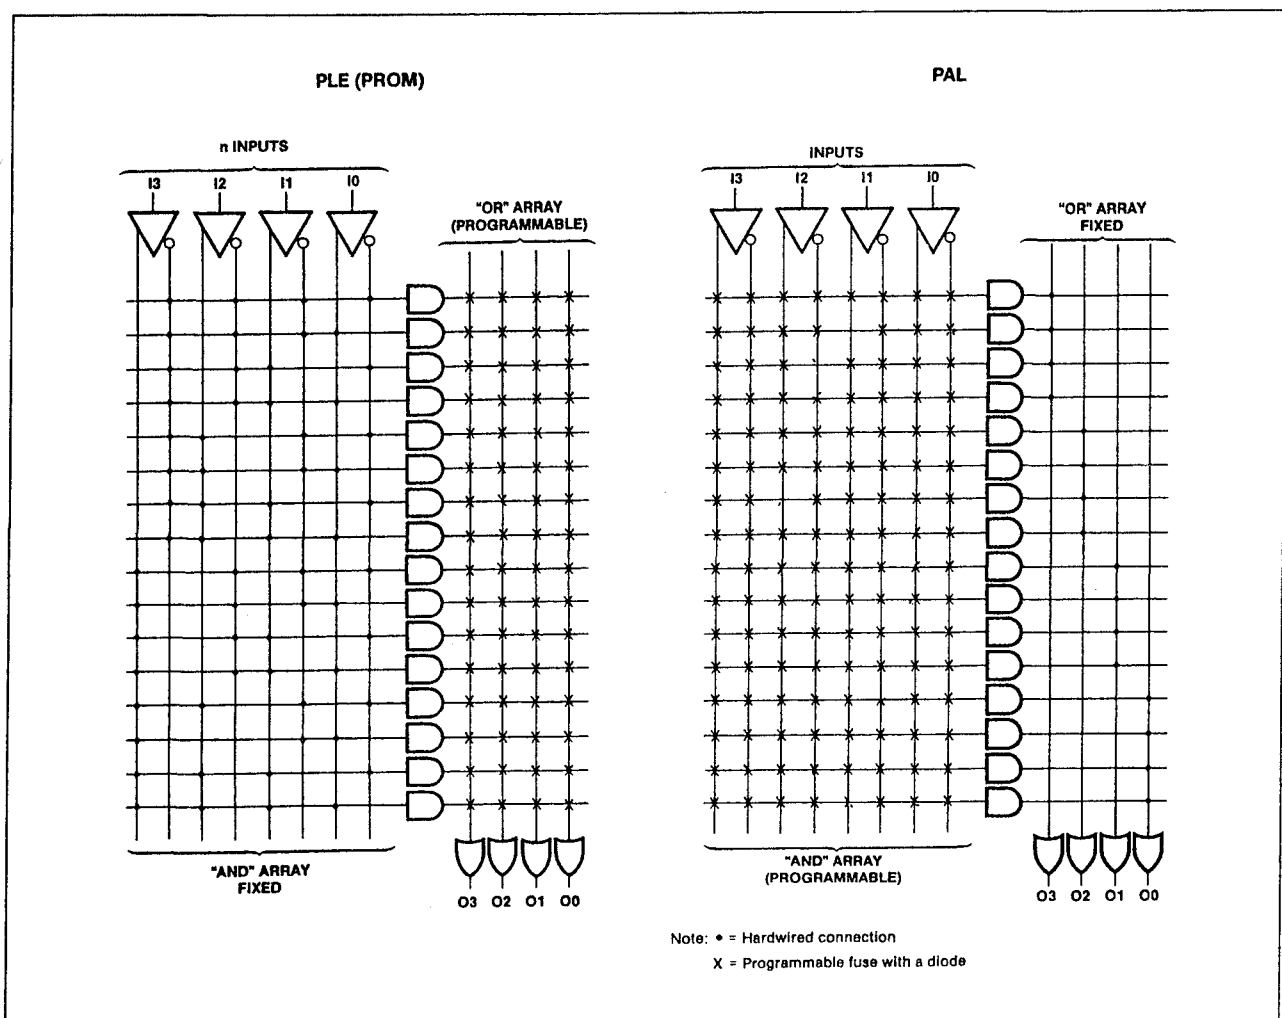 PLE (PROM)
n INPUTS
I3 I2 I1 I0
"OR" ARRAY
(PROGRAMMABLE)
"AND" ARRAY
FIXED
O3 O2 O1 O0
PAL
INPUTS
I3 I2 I1 I0
"OR" ARRAY
FIXED
"AND" ARRAY
(PROGRAMMABLE)
O3 O2 O1 O0
Note: • = Hardwired connection
X = Programmable fuse with a diode